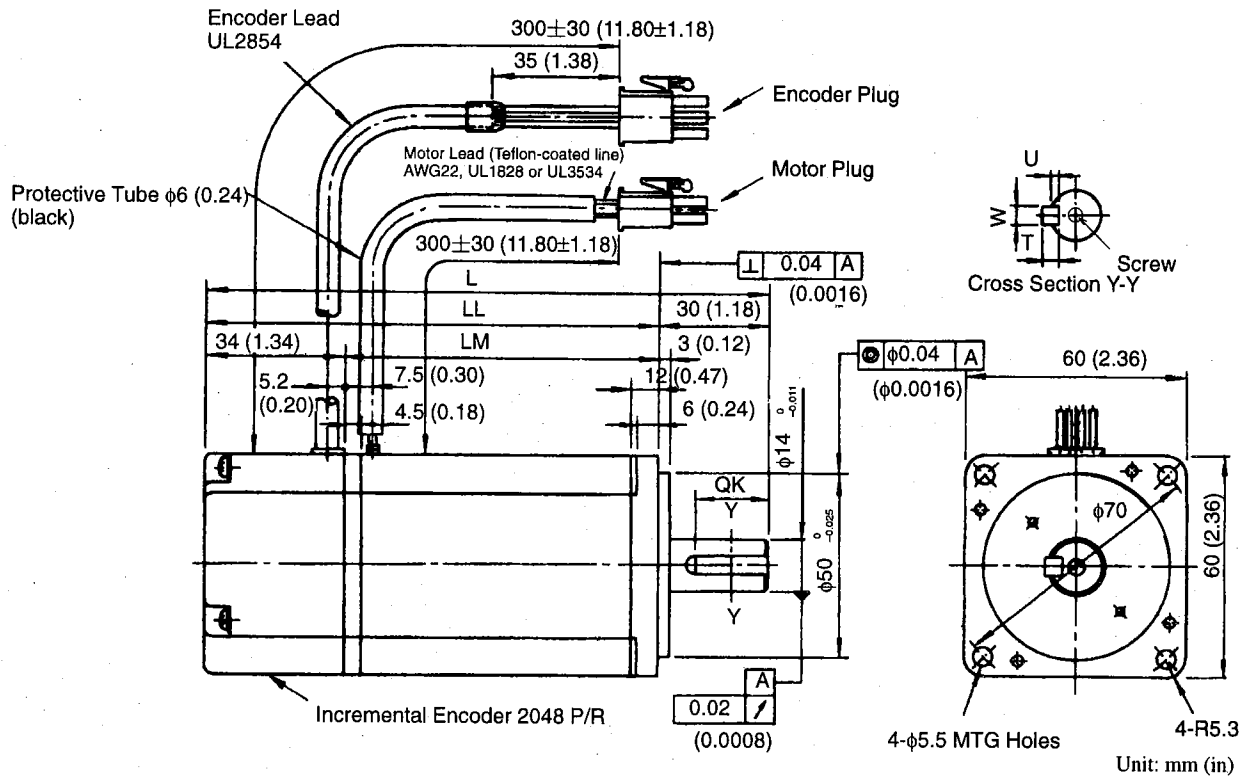 Encoder Lead
UL2854
300±30 (11.80±1.18)
35 (1.38)
Encoder Plug
Motor Lead (Teflon-coated line)
AWG22, UL1828 or UL3534
Motor Plug
Protective Tube φ6 (0.24)
(black)
300±30 (11.80±1.18)
U
W
T
Screw
Cross Section Y-Y
⊥ 0.04 A
(0.0016)
L
LL
30 (1.18)
34 (1.34)
LM
3 (0.12)
◎ φ0.04 A
(φ0.0016)
60 (2.36)
5.2
(0.20)
7.5 (0.30)
12 (0.47)
4.5 (0.18)
6 (0.24)
φ14 0 -0.011
QK
Y
φ50 0 -0.025
Y
φ70
60 (2.36)
A
0.02 ↗
(0.0008)
Incremental Encoder 2048 P/R
4-φ5.5 MTG Holes
4-R5.3
Unit: mm (in)